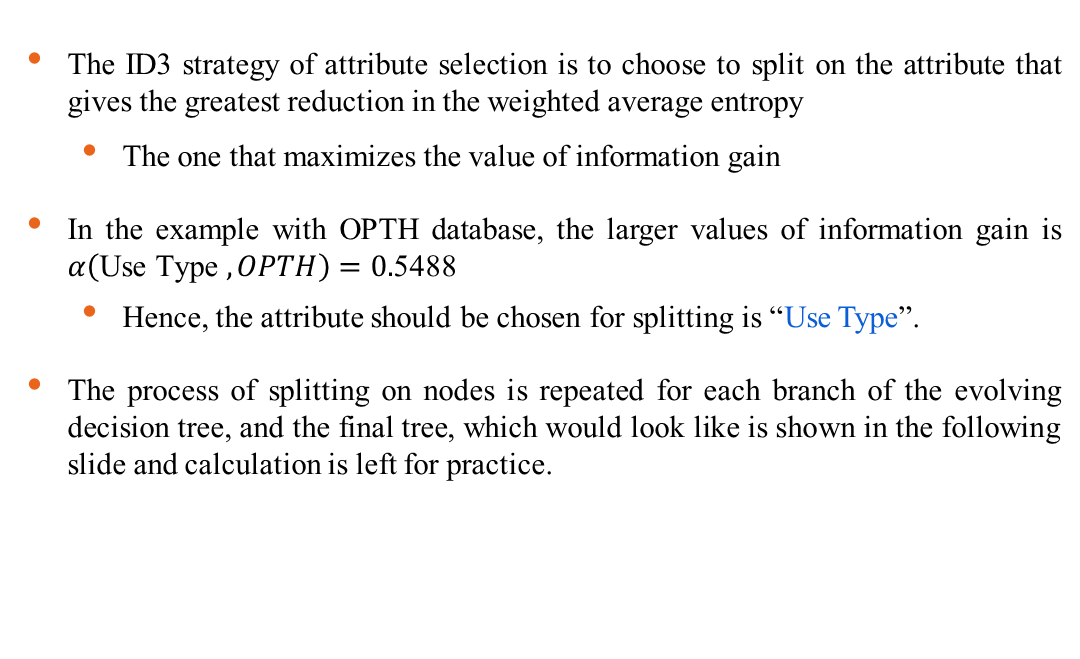 • The ID3 strategy of attribute selection is to choose to split on the attribute that
gives the greatest reduction in the weighted average entropy
• The one that maximizes the value of information gain
• In the example with OPTH database, the larger values of information gain is
𝛼(Use Type ,𝑂𝑃𝑇𝐻) = 0.5488
• Hence, the attribute should be chosen for splitting is “Use Type”.
• The process of splitting on nodes is repeated for each branch of the evolving
decision tree, and the final tree, which would look like is shown in the following
slide and calculation is left for practice.